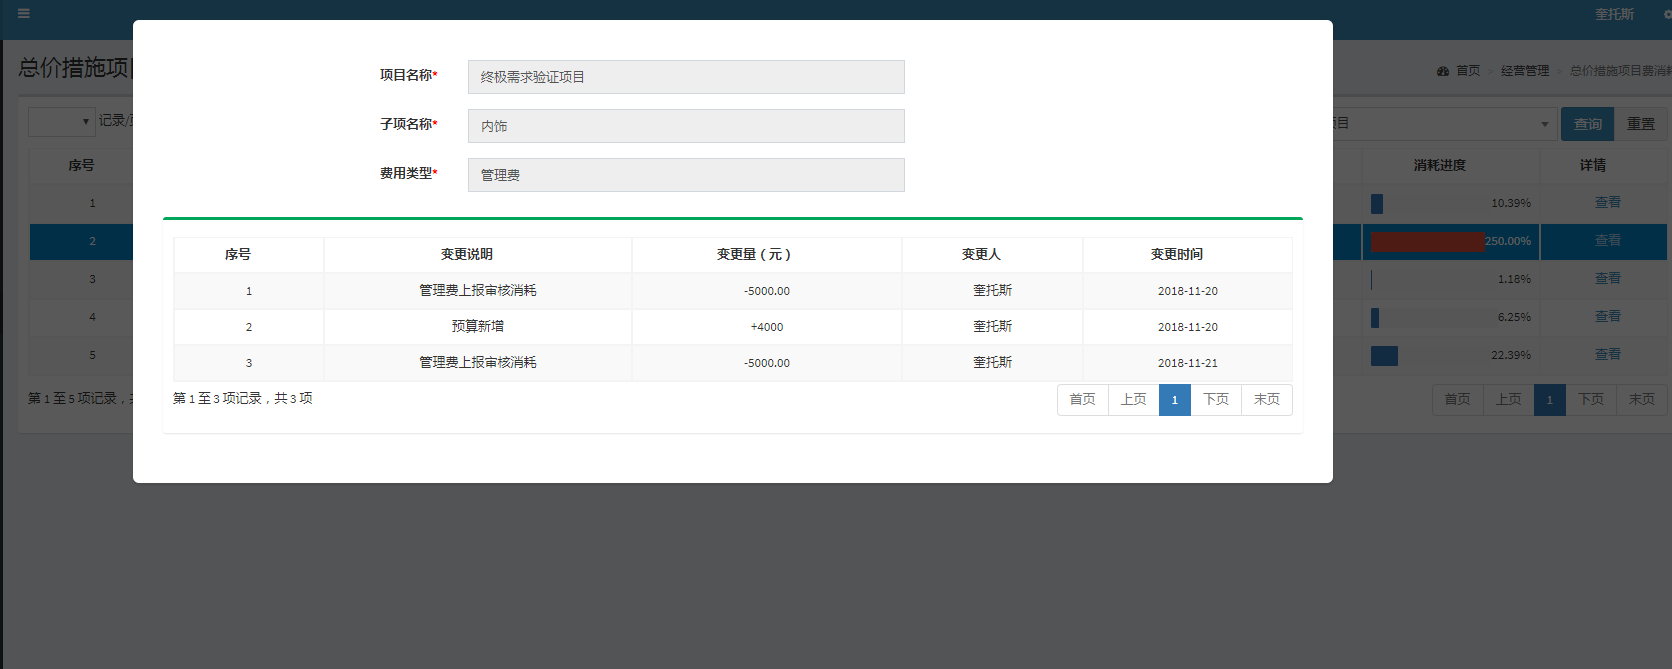 奎托斯
总价措施项目
首页 > 经营管理 > 总价措施项目费消耗
记录/页
项目
查询 重置
序号 消耗进度 详情
1 10.39% 查看
2 250.00% 查看
3 1.18% 查看
4 6.25% 查看
5 22.39% 查看
第 1 至 5 项记录，共
首页 上页 1 下页 末页
项目名称* 终极需求验证项目
子项名称* 内饰
费用类型* 管理费
序号 变更说明 变更量（元） 变更人 变更时间
1 管理费上报审核消耗 -5000.00 奎托斯 2018-11-20
2 预算新增 +4000 奎托斯 2018-11-20
3 管理费上报审核消耗 -5000.00 奎托斯 2018-11-21
第 1 至 3 项记录，共 3 项
首页 上页 1 下页 末页